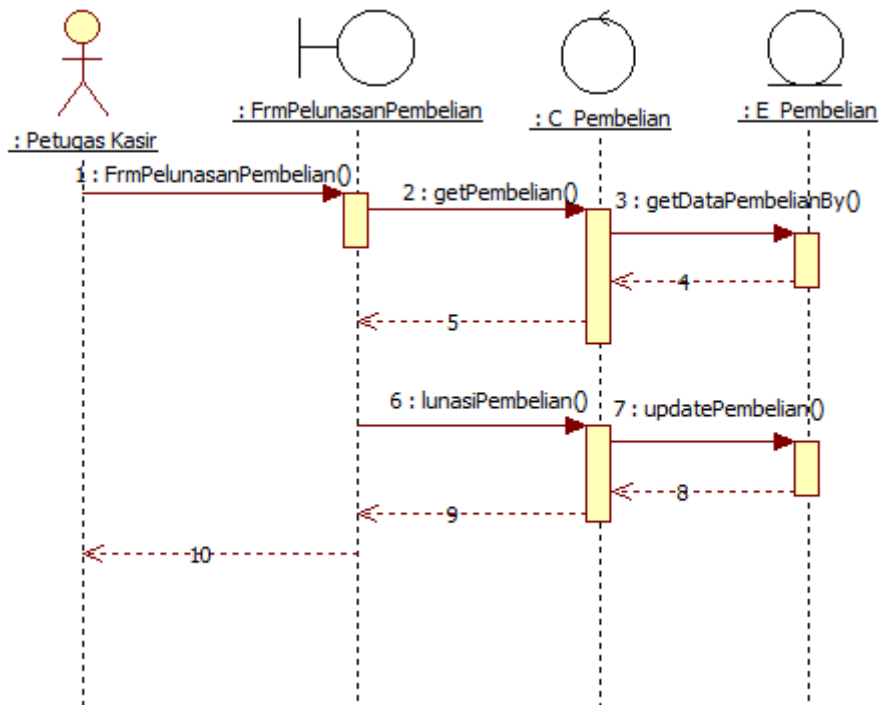 : Petugas Kasir
: FrmPelunasanPembelian
: C_Pembelian
: E_Pembelian
1 : FrmPelunasanPembelian()
2 : getPembelian()
3 : getDataPembelianBy()
4
5
6 : lunasiPembelian()
7 : updatePembelian()
8
9
10